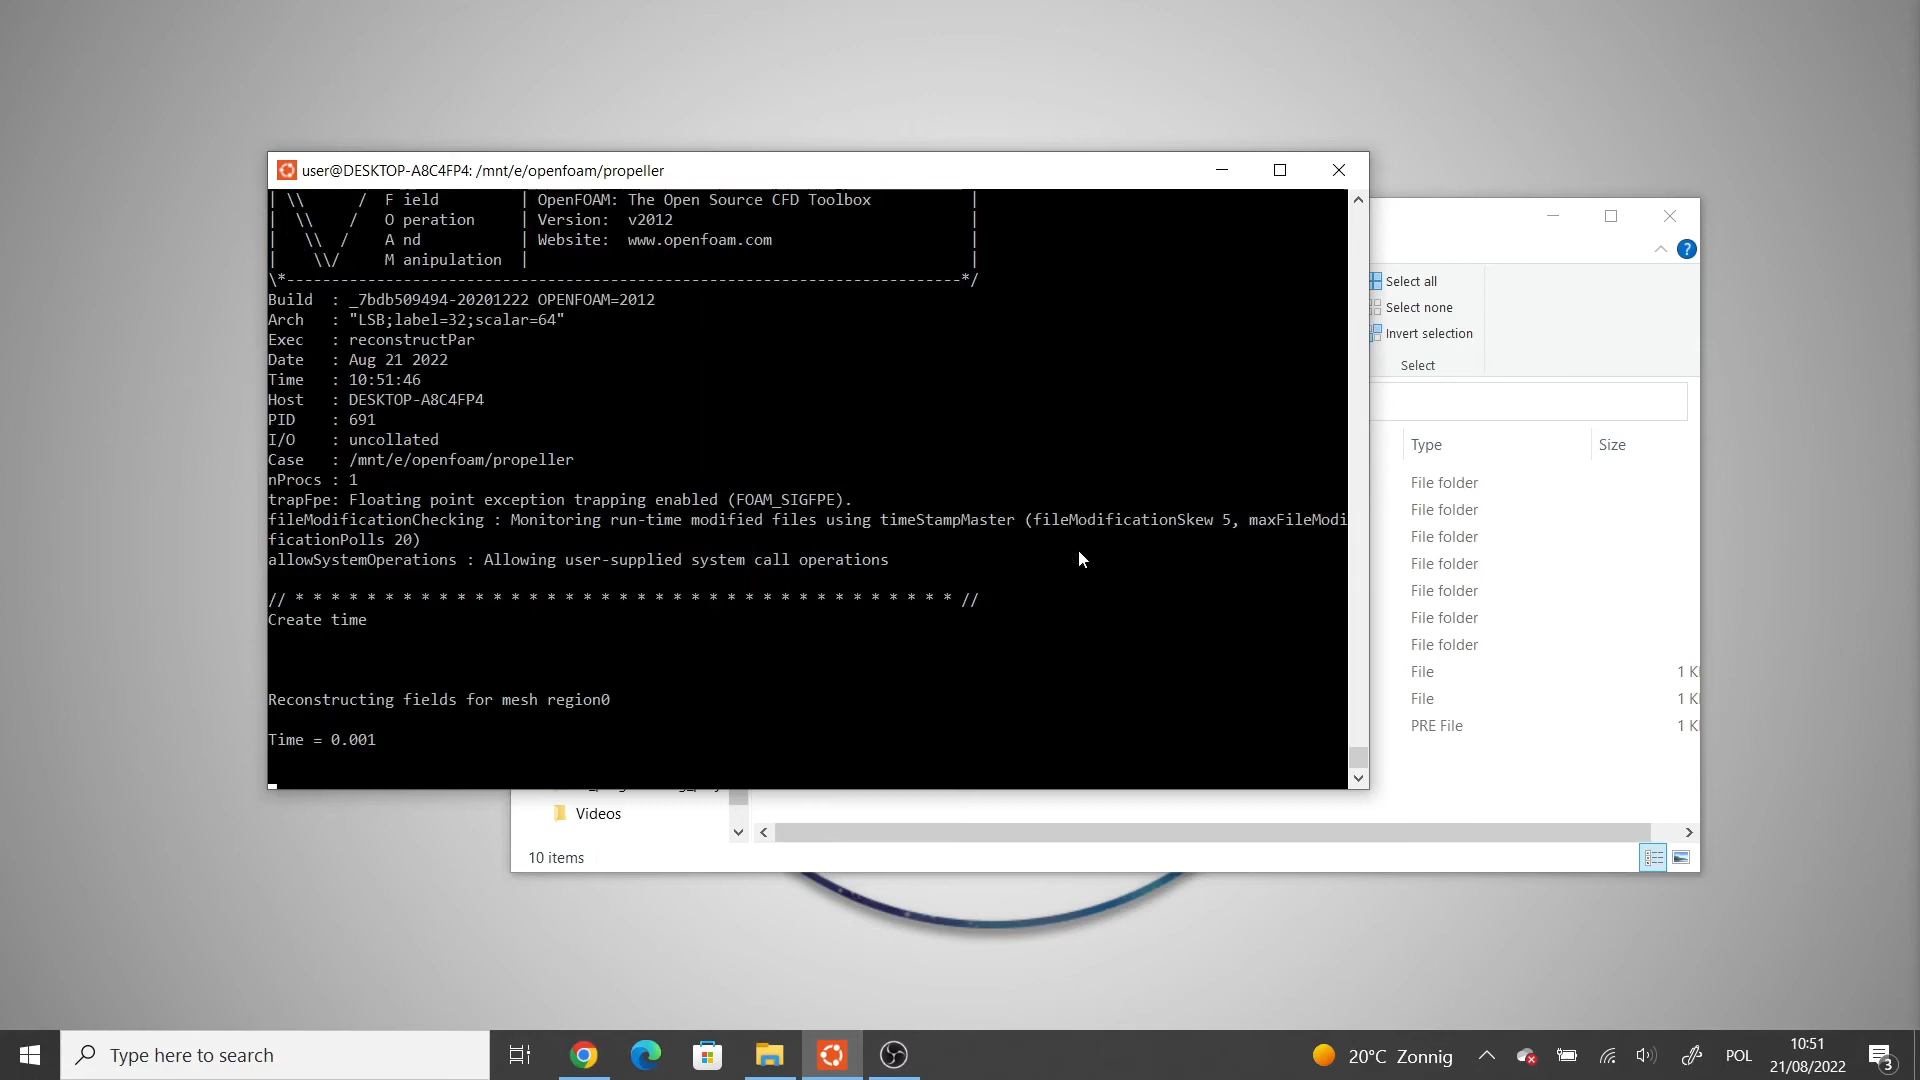 user@DESKTOP-A8C4FP4: /mnt/e/openfoam/propeller
| \\      /  F ield         | OpenFOAM: The Open Source CFD Toolbox           |
|  \\    /   O peration     | Version:  v2012                                 |
|   \\  /    A nd           | Website:  www.openfoam.com                      |
|    \\/     M anipulation  |                                                 |
\*---------------------------------------------------------------------------*/
Build  : _7bdb509494-20201222 OPENFOAM=2012
Arch   : "LSB;label=32;scalar=64"
Exec   : reconstructPar
Date   : Aug 21 2022
Time   : 10:51:46
Host   : DESKTOP-A8C4FP4
PID    : 691
I/O    : uncollated
Case   : /mnt/e/openfoam/propeller
nProcs : 1
trapFpe: Floating point exception trapping enabled (FOAM_SIGFPE).
fileModificationChecking : Monitoring run-time modified files using timeStampMaster (fileModificationSkew 5, maxFileModi
ficationPolls 20)
allowSystemOperations : Allowing user-supplied system call operations
// * * * * * * * * * * * * * * * * * * * * * * * * * * * * * * * * * * * * * //
Create time
Reconstructing fields for mesh region0
Time = 0.001
Select all
Select none
Invert selection
Select
Type
Size
File folder
File folder
File folder
File folder
File folder
File folder
File folder
File
1 K
File
1 K
PRE File
1 K
Videos
10 items
Type here to search
20°C Zonnig
POL
10:51
21/08/2022
3